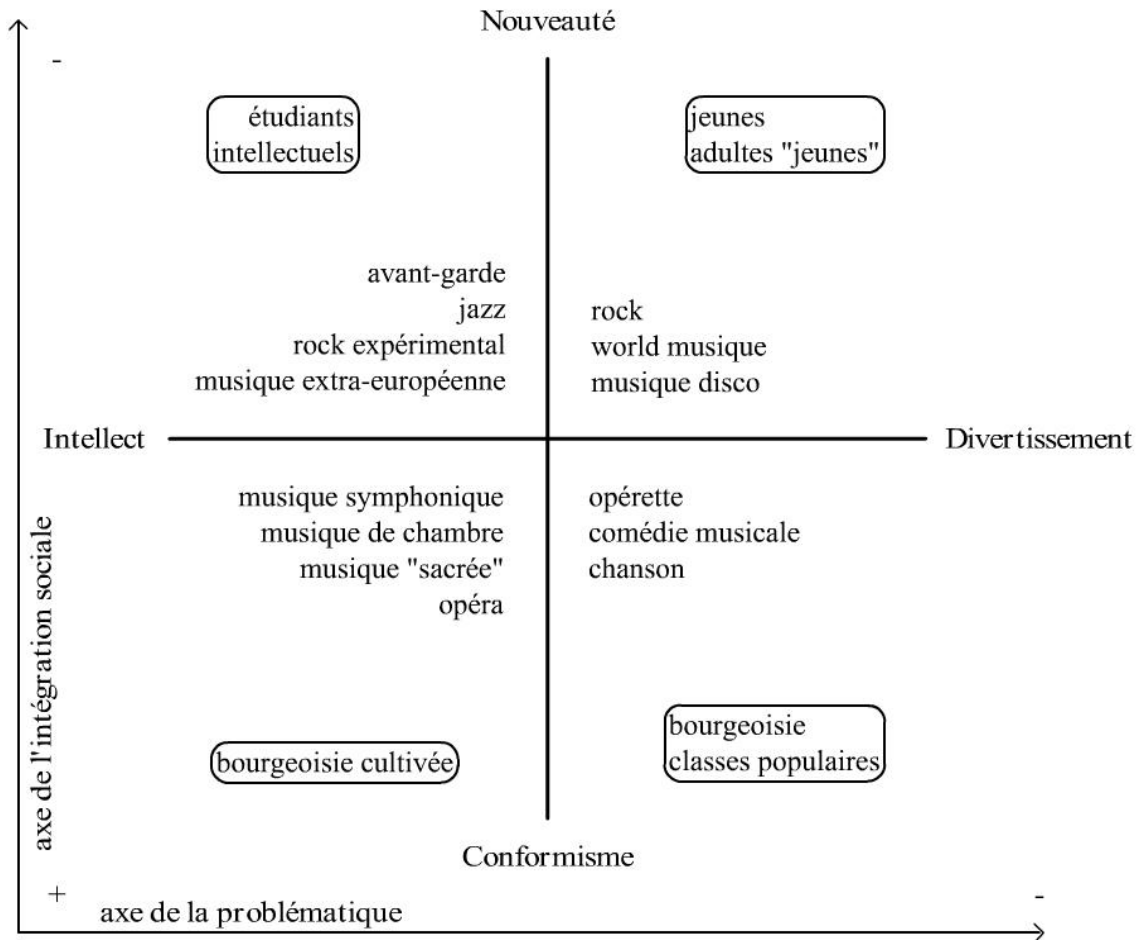 Nouveauté
-
étudiants
intellectuels
jeunes
adultes "jeunes"
avant-garde
jazz
rock expérimental
musique extra-européenne
rock
world musique
musique disco
Intellect
Divertissement
musique symphonique
musique de chambre
musique "sacrée"
opéra
opérette
comédie musicale
chanson
axe de l'intégration sociale
bourgeoisie cultivée
bourgeoisie
classes populaires
Conformisme
+
-
axe de la problématique